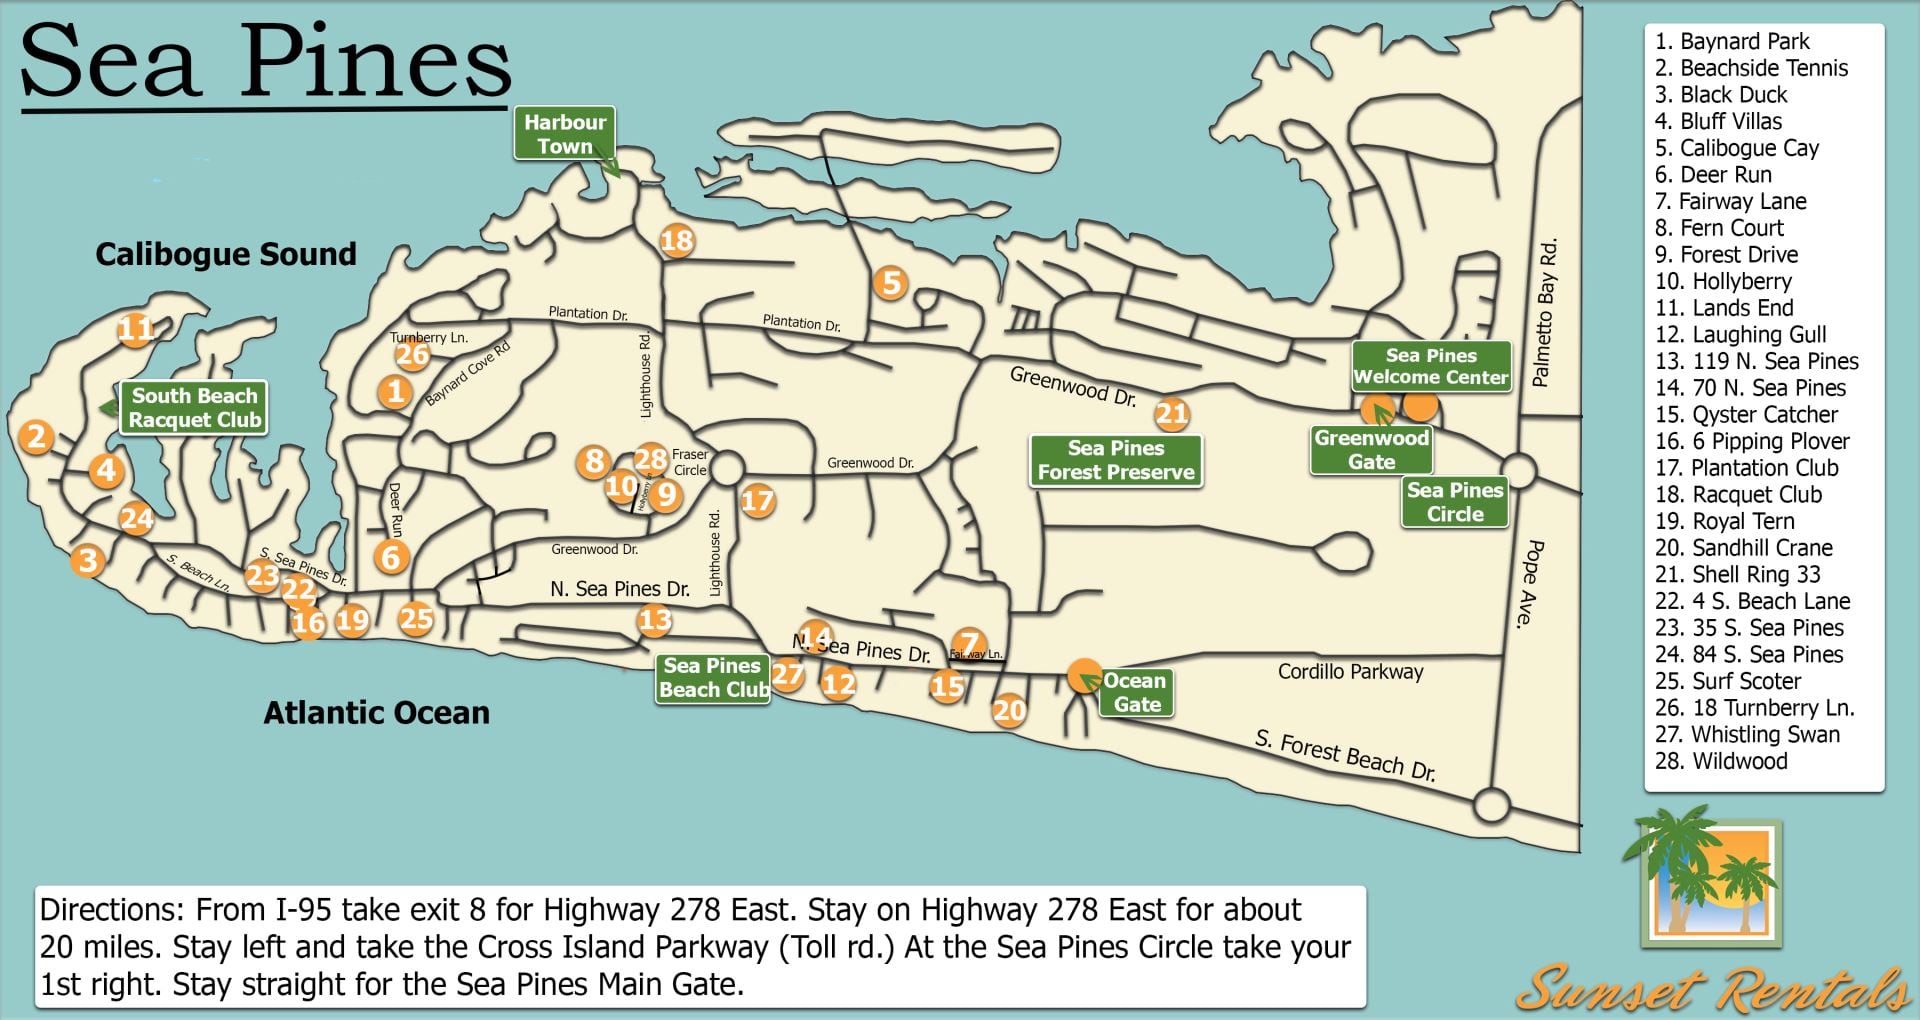 Sea Pines
Harbour
Town
Calibogue Sound
18
5
11
Plantation Dr.
Plantation Dr.
Turnberry Ln.
26
Baynard Cove Rd
1
Lighthouse Rd.
Greenwood Dr.
21
Sea Pines
Welcome Center
Palmetto Bay Rd.
South Beach
Racquet Club
2
4
24
3
8
28
10
9
Hollyberry
Fraser
Circle
17
Greenwood Dr.
Sea Pines
Forest Preserve
Greenwood
Gate
Sea Pines
Circle
Deer Run
6
Greenwood Dr.
N. Sea Pines Dr.
Lighthouse Rd.
Pope Ave.
S. Beach Ln.
S. Sea Pines Dr.
23
22
16
19
25
13
14
N. Sea Pines Dr.
7
Fairway Ln.
Sea Pines
Beach Club
27
12
15
20
Ocean
Gate
Cordillo Parkway
S. Forest Beach Dr.
Atlantic Ocean
1. Baynard Park
2. Beachside Tennis
3. Black Duck
4. Bluff Villas
5. Calibogue Cay
6. Deer Run
7. Fairway Lane
8. Fern Court
9. Forest Drive
10. Hollyberry
11. Lands End
12. Laughing Gull
13. 119 N. Sea Pines
14. 70 N. Sea Pines
15. Qyster Catcher
16. 6 Pipping Plover
17. Plantation Club
18. Racquet Club
19. Royal Tern
20. Sandhill Crane
21. Shell Ring 33
22. 4 S. Beach Lane
23. 35 S. Sea Pines
24. 84 S. Sea Pines
25. Surf Scoter
26. 18 Turnberry Ln.
27. Whistling Swan
28. Wildwood
Directions: From I-95 take exit 8 for Highway 278 East. Stay on Highway 278 East for about
20 miles. Stay left and take the Cross Island Parkway (Toll rd.) At the Sea Pines Circle take your
1st right. Stay straight for the Sea Pines Main Gate.
Sunset Rentals